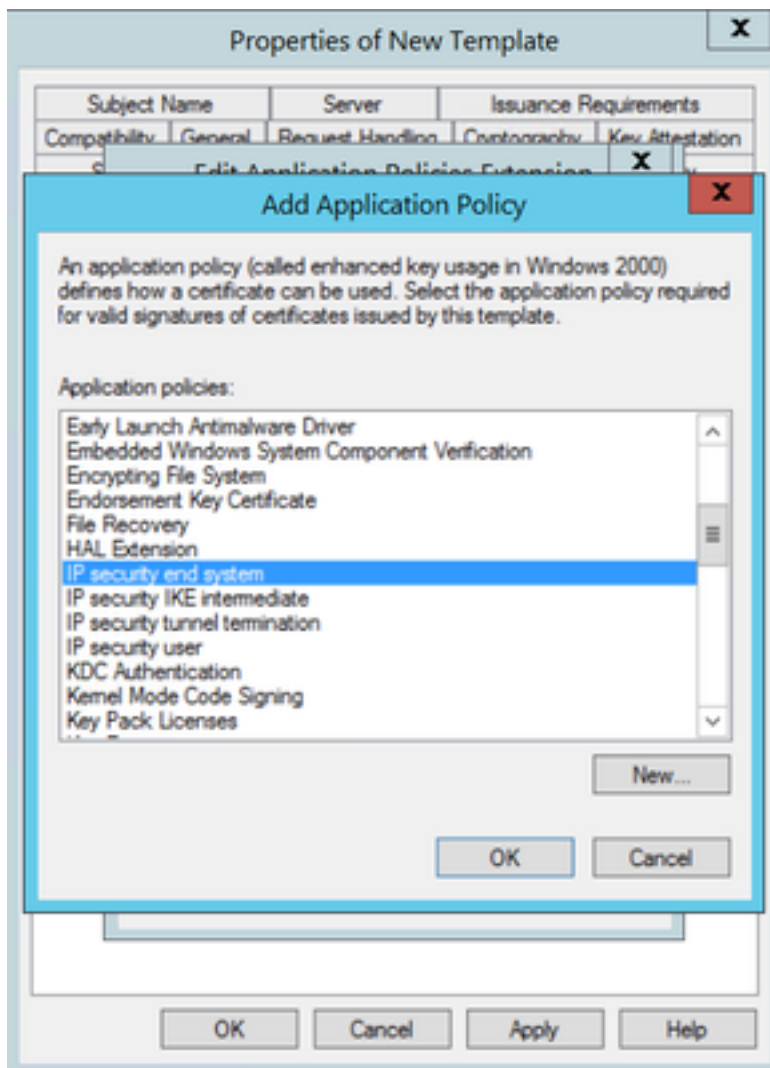 Properties of New Template
x
Subject Name Server Issuance Requirements
Compatibility General Request Handling Cryptography Key Attestation
Edit Application Policies Extension x
Add Application Policy x
An application policy (called enhanced key usage in Windows 2000)
defines how a certificate can be used. Select the application policy required
for valid signatures of certificates issued by this template.
Application policies:
Early Launch Antimalware Driver
Embedded Windows System Component Verification
Encrypting File System
Endorsement Key Certificate
File Recovery
HAL Extension
IP security end system
IP security IKE intermediate
IP security tunnel termination
IP security user
KDC Authentication
Kernel Mode Code Signing
Key Pack Licenses
New...
OK Cancel
OK Cancel Apply Help